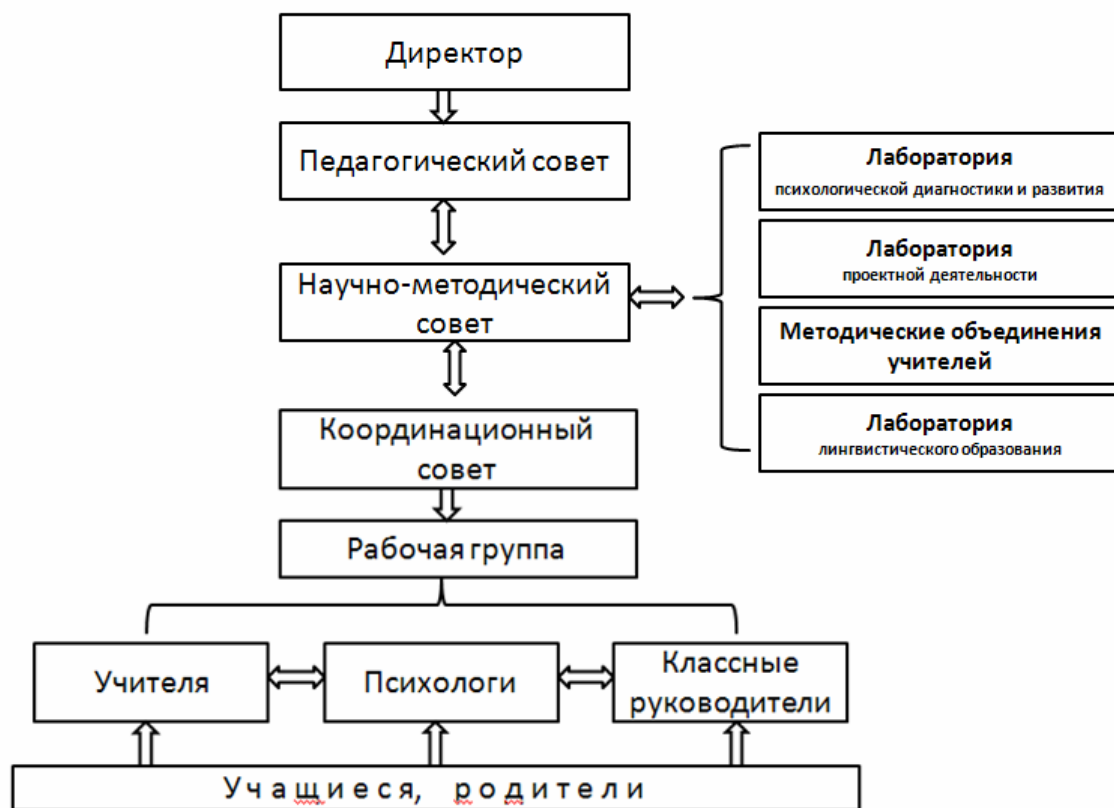 Директор
Педагогический совет
Научно-методический
совет
Координационный
совет
Рабочая группа
Лаборатория
психологической диагностики и развития
Лаборатория
проектной деятельности
Методические объединения
учителей
Лаборатория
лингвистического образования
Учителя
Психологи
Классные
руководители
Учащиеся, родители